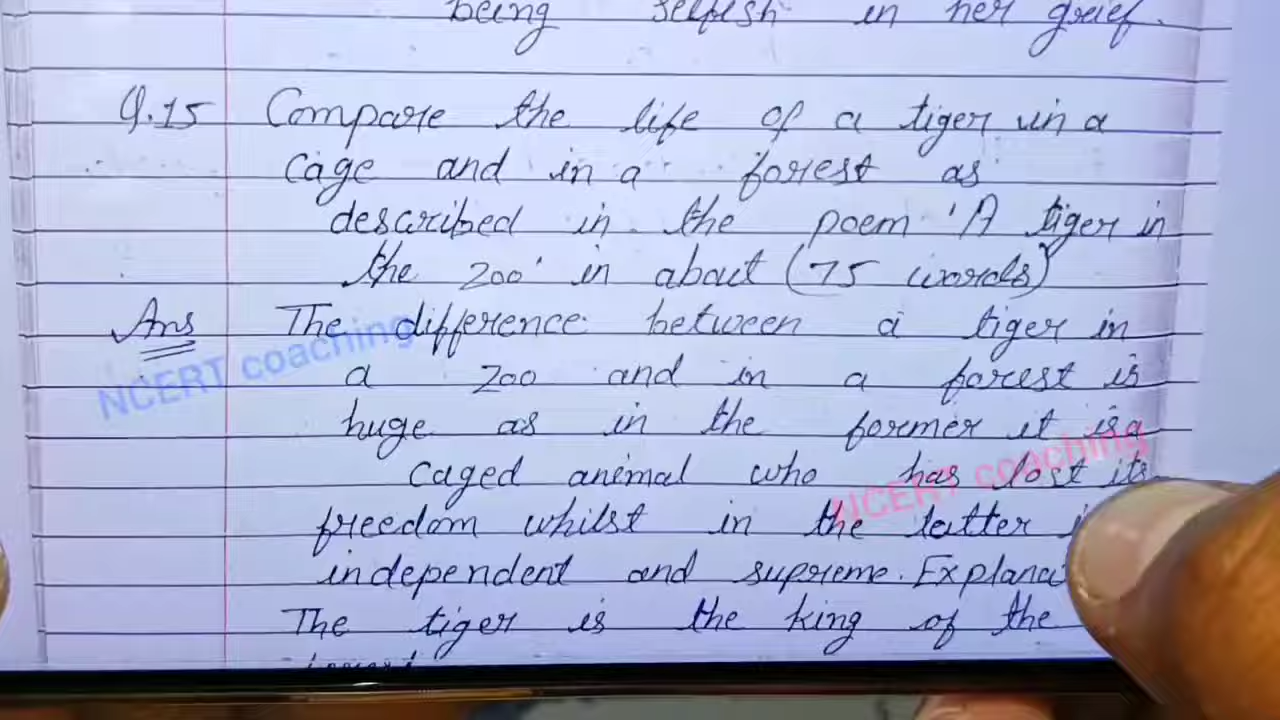 being selfish in her grief.
Q.15 Compare the life of a tiger in a
cage and in a forest as
described in the poem 'A tiger in
the zoo' in about (75 words)
Ans The difference between a tiger in
a zoo and in a forest is
huge as in the former it is a
caged animal who has lost its
freedom whilst in the latter
independent and supreme.
The tiger is the king of the
NCERT coaching
NCERT coaching